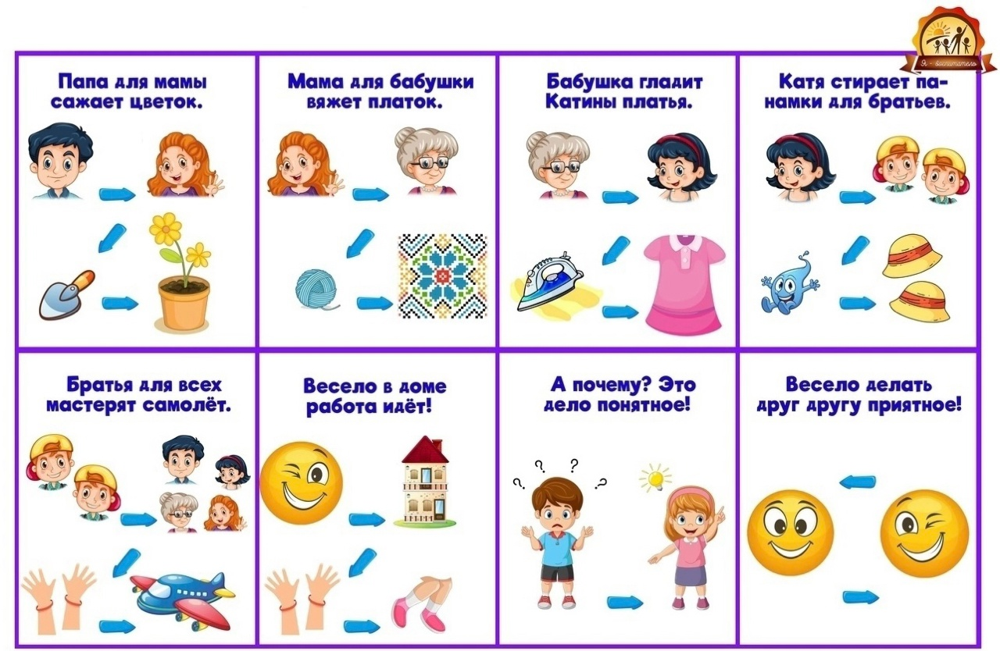 Я - воспитатель
Папа для мамы
сажает цветок.
Мама для бабушки
вяжет платок.
Бабушка гладит
Катины платья.
Катя стирает па-
намки для братьев.
Братья для всех
мастерят самолёт.
Весело в доме
работа идёт!
А почему? Это
дело понятное!
? ? ? ?
Весело делать
друг другу приятное!